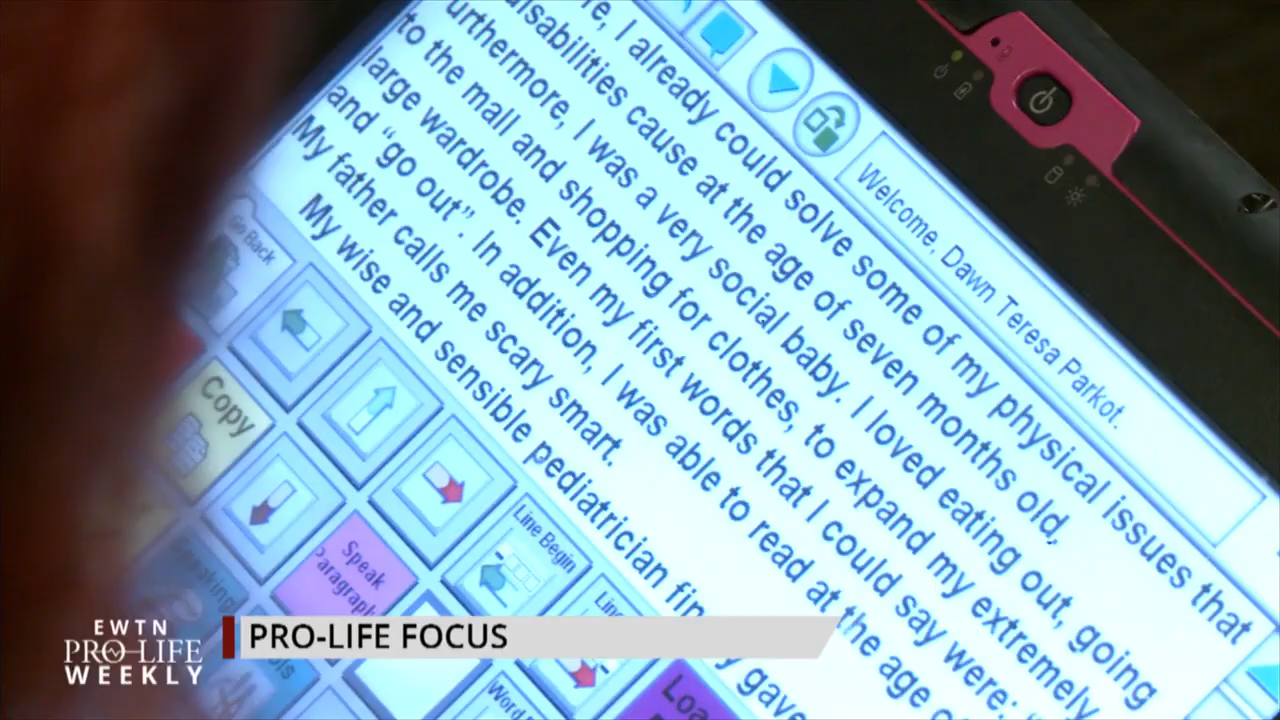 Welcome, Dawn Teresa Parkot.
I already could solve some of my physical issues that
disabilities cause at the age of seven months old,
urthermore, I was a very social baby. I loved eating out, going
to the mall and shopping for clothes, to expand my extremely
large wardrobe. Even my first words that I could say were: “
and “go out”. In addition, I was able to read at the age
My father calls me scary smart.
My wise and sensible pediatrician gave
Go Back
Copy
Speak Paragraph
Line Begin
Word
EWTN
PRO-LIFE
WEEKLY
PRO-LIFE FOCUS